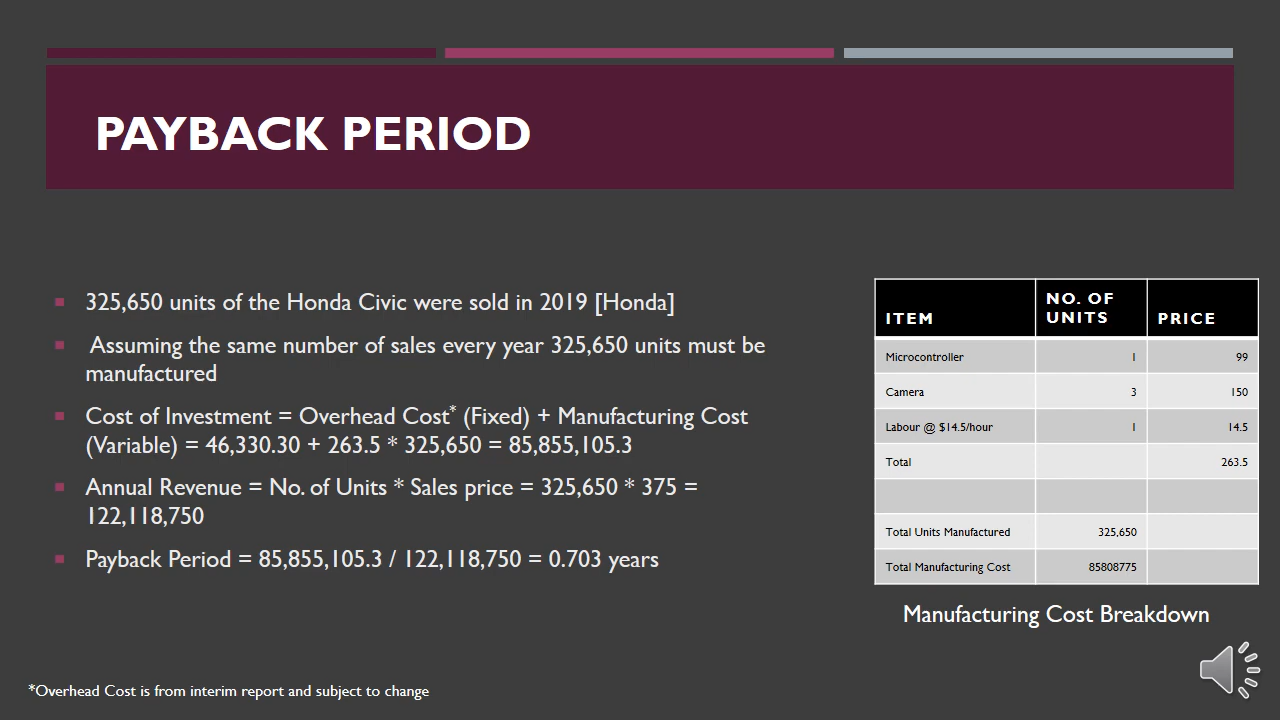 PAYBACK PERIOD
325,650 units of the Honda Civic were sold in 2019 [Honda]
Assuming the same number of sales every year 325,650 units must be
manufactured
Cost of Investment = Overhead Cost* (Fixed) + Manufacturing Cost
(Variable) = 46,330.30 + 263.5 * 325,650 = 85,855,105.3
Annual Revenue = No. of Units * Sales price = 325,650 * 375 =
122,118,750
Payback Period = 85,855,105.3 / 122,118,750 = 0.703 years
ITEM NO. OF UNITS PRICE
Microcontroller 1 99
Camera 3 150
Labour @ $14.5/hour 1 14.5
Total 263.5
Total Units Manufactured 325,650
Total Manufacturing Cost 85808775
Manufacturing Cost Breakdown
*Overhead Cost is from interim report and subject to change